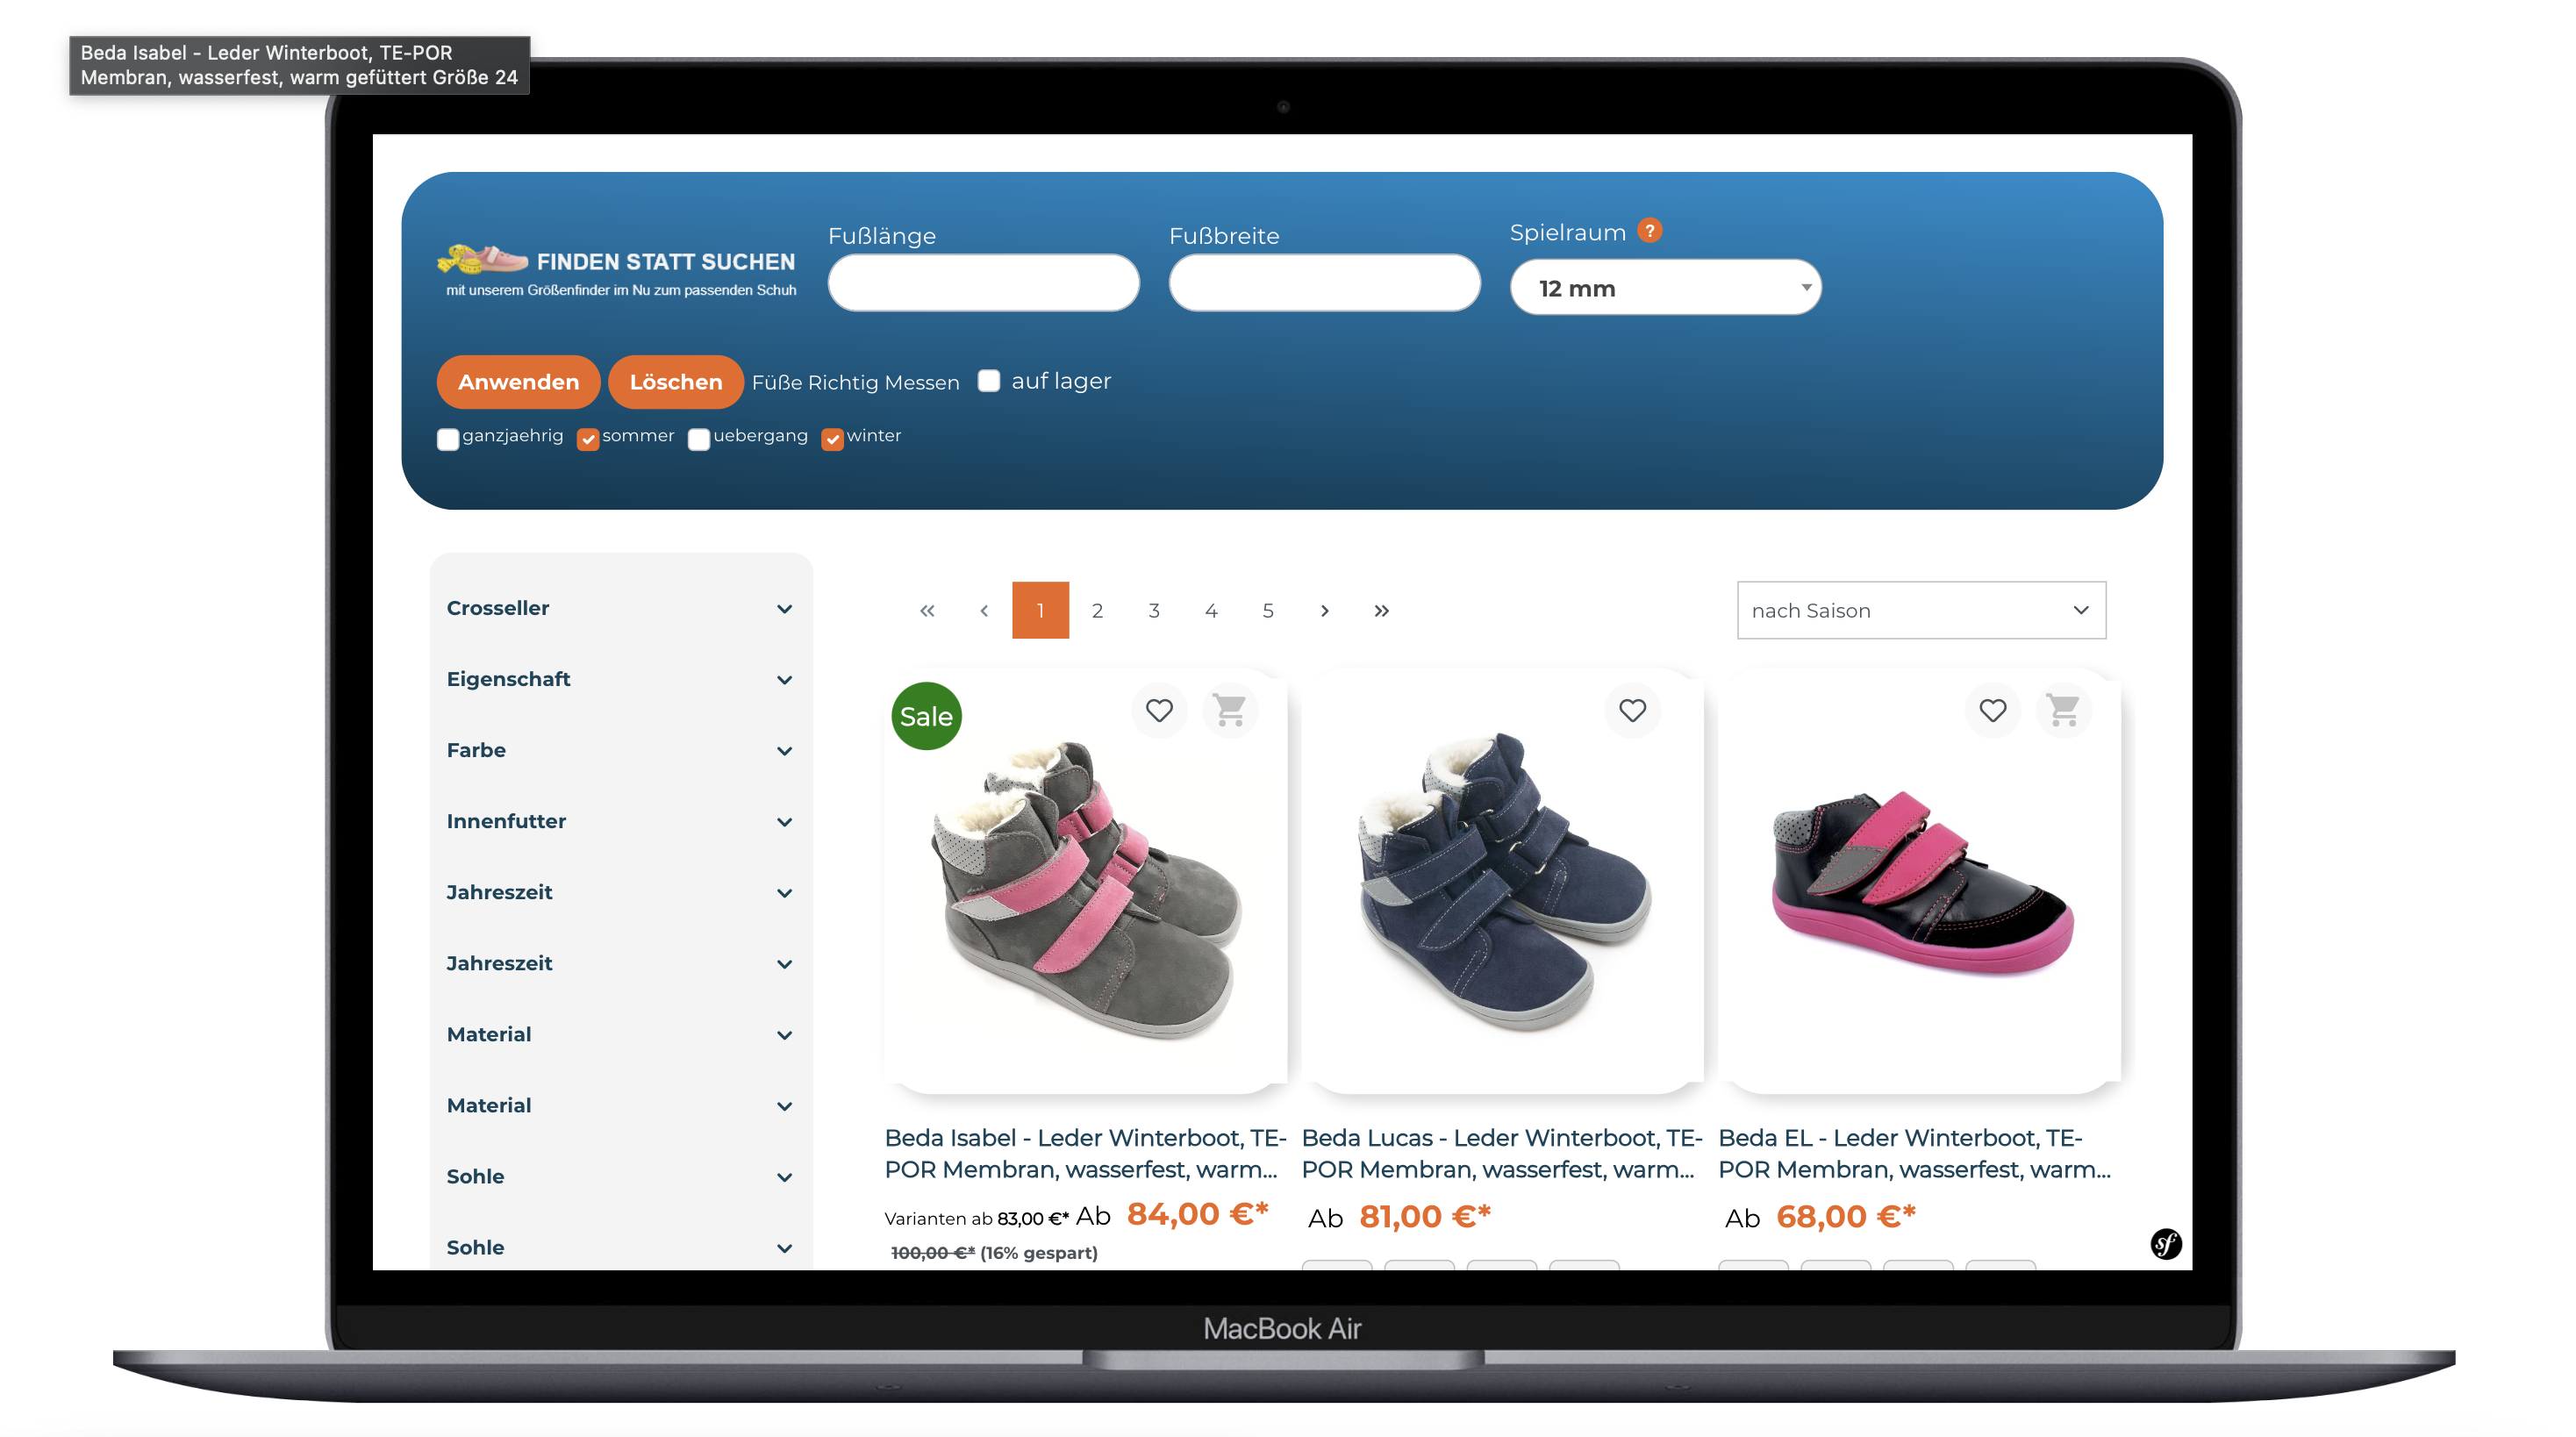 Beda Isabel - Leder Winterboot, TE-POR
Membran, wasserfest, warm gefüttert Größe 24
FINDEN STATT SUCHEN
mit unserem Größenfinder im Nu zum passenden Schuh
Fußlänge
Fußbreite
Spielraum ?
12 mm
Anwenden Löschen Füße Richtig Messen auf lager
ganzjaehrig sommer uebergang winter
Crosseller
Eigenschaft
Farbe
Innenfutter
Jahreszeit
Jahreszeit
Material
Material
Sohle
Sohle
« ‹ 1 2 3 4 5 › »
nach Saison
Sale
Beda Isabel - Leder Winterboot, TE-
POR Membran, wasserfest, warm...
Varianten ab 83,00 €* Ab 84,00 €*
100,00 €* (16% gespart)
Beda Lucas - Leder Winterboot, TE-
POR Membran, wasserfest, warm...
Ab 81,00 €*
Beda EL - Leder Winterboot, TE-
POR Membran, wasserfest, warm...
Ab 68,00 €*
sf
MacBook Air